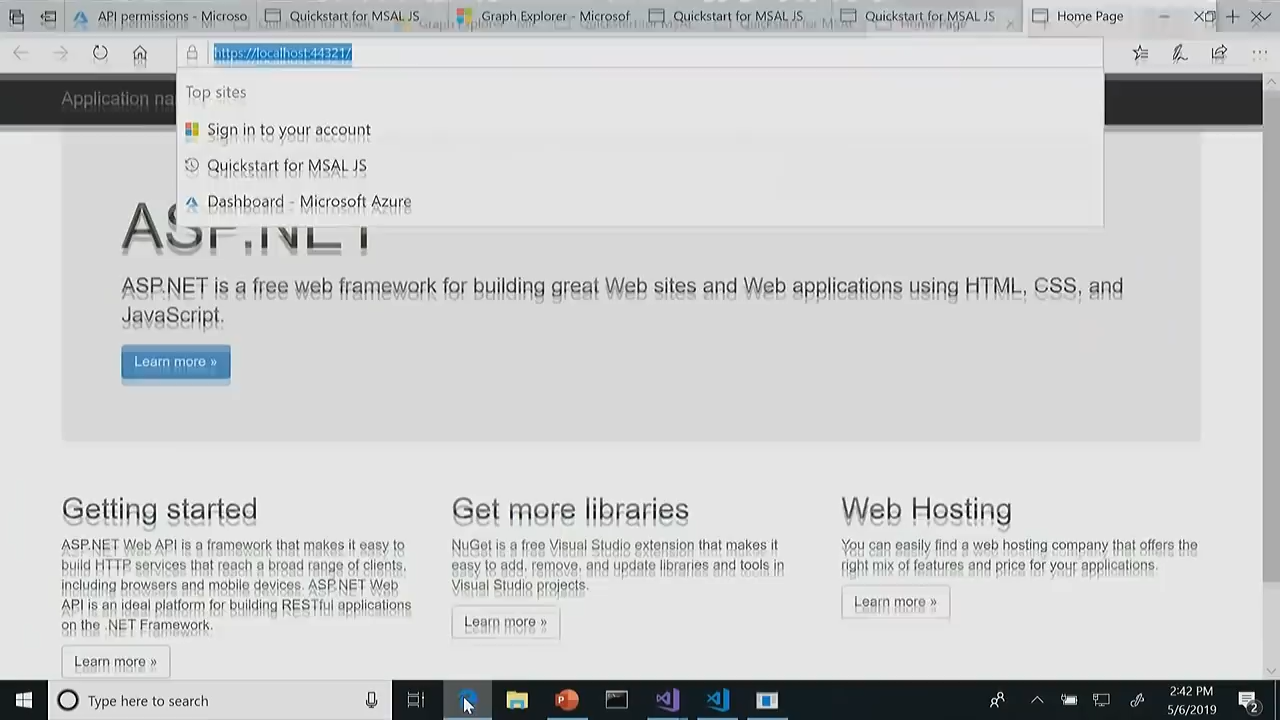 API permissions - Microso
Quickstart for MSAL JS
Graph Explorer - Microsof
Quickstart for MSAL JS
Quickstart for MSAL JS
Home Page
https://localhost:44321/
Application na
Top sites
Sign in to your account
Quickstart for MSAL JS
Dashboard - Microsoft Azure
ASP.NET
ASP.NET is a free web framework for building great Web sites and Web applications using HTML, CSS, and
JavaScript.
Learn more »
Getting started
ASP.NET Web API is a framework that makes it easy to
build HTTP services that reach a broad range of clients,
including browsers and mobile devices. ASP.NET Web
API is an ideal platform for building RESTful applications
on the .NET Framework.
Learn more »
Get more libraries
NuGet is a free Visual Studio extension that makes it
easy to add, remove, and update libraries and tools in
Visual Studio projects.
Learn more »
Web Hosting
You can easily find a web hosting company that offers the
right mix of features and price for your applications.
Learn more »
Type here to search
2:42 PM
5/6/2019
2